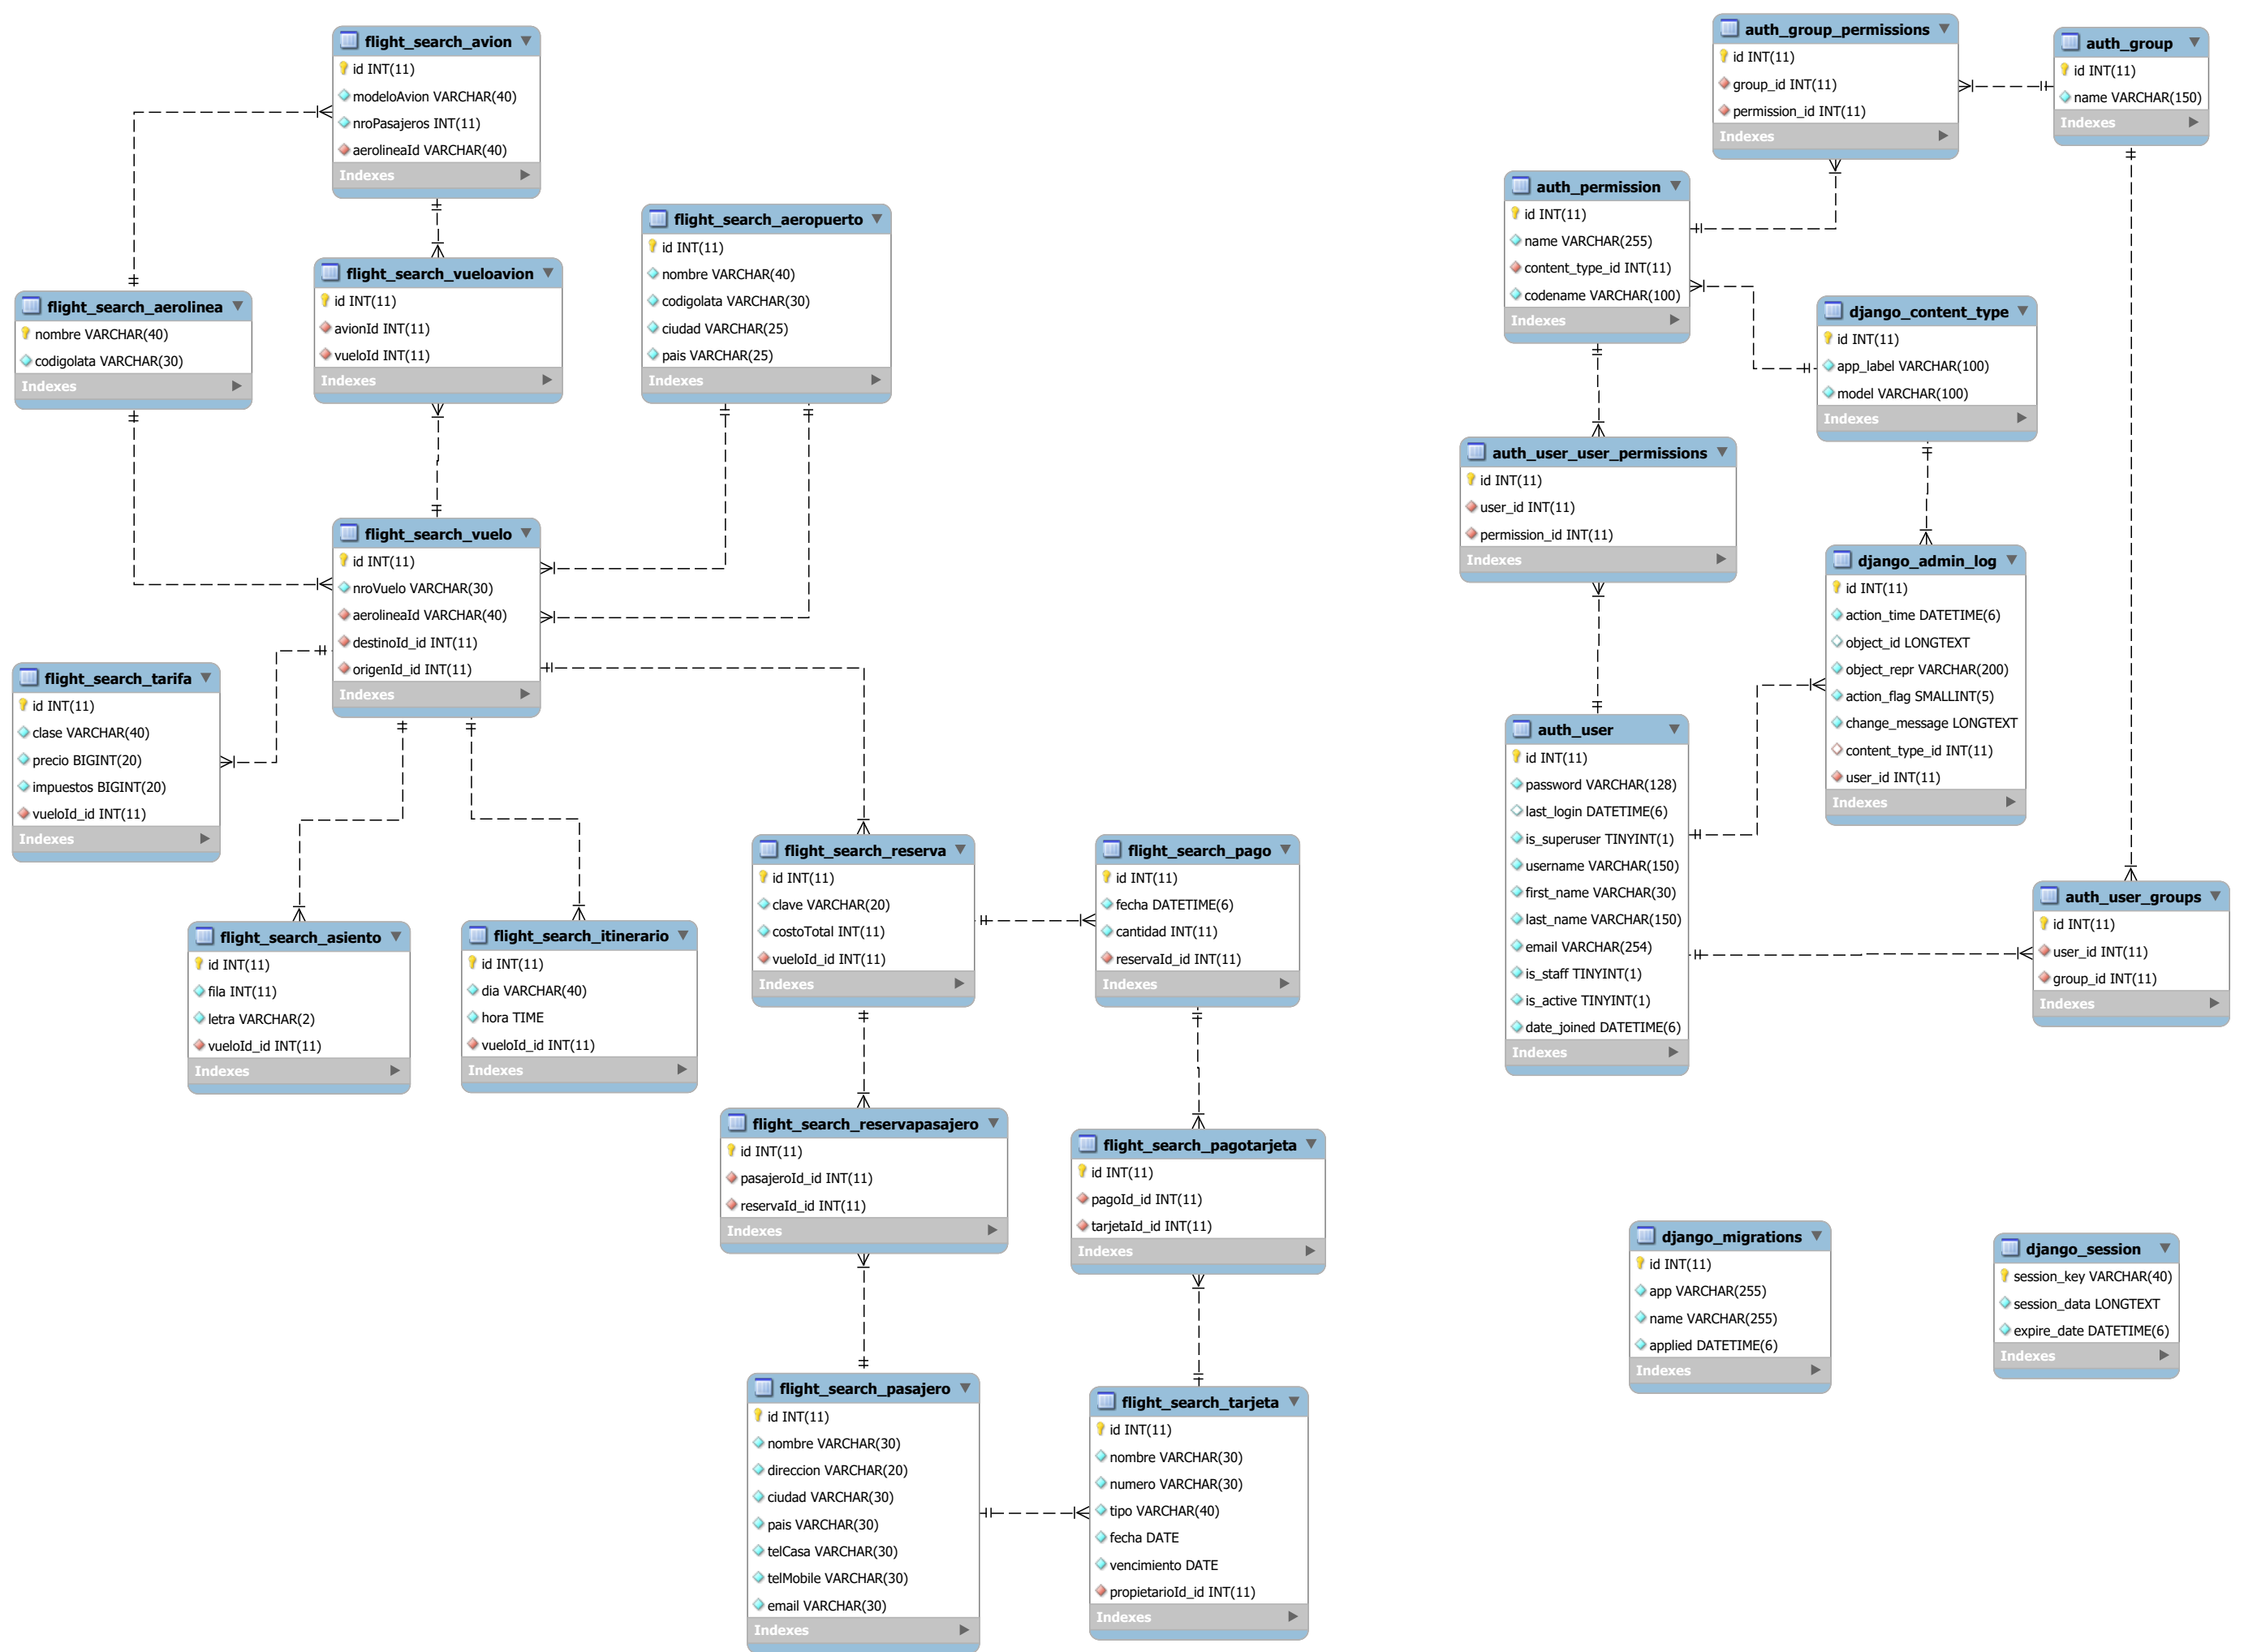 flight_search_avion
id INT(11)
modeloAvion VARCHAR(40)
nroPasajeros INT(11)
aerolineaId VARCHAR(40)
Indexes
flight_search_aeropuerto
id INT(11)
nombre VARCHAR(40)
codigoIata VARCHAR(30)
ciudad VARCHAR(25)
pais VARCHAR(25)
Indexes
flight_search_vueloavion
id INT(11)
avionId INT(11)
vueloId INT(11)
Indexes
flight_search_aerolinea
nombre VARCHAR(40)
codigoIata VARCHAR(30)
Indexes
flight_search_vuelo
id INT(11)
nroVuelo VARCHAR(30)
aerolineaId VARCHAR(40)
destinoId_id INT(11)
origenId_id INT(11)
Indexes
flight_search_tarifa
id INT(11)
clase VARCHAR(40)
precio BIGINT(20)
impuestos BIGINT(20)
vueloId_id INT(11)
Indexes
flight_search_asiento
id INT(11)
fila INT(11)
letra VARCHAR(2)
vueloId_id INT(11)
Indexes
flight_search_itinerario
id INT(11)
dia VARCHAR(40)
hora TIME
vueloId_id INT(11)
Indexes
flight_search_reserva
id INT(11)
clave VARCHAR(20)
costoTotal INT(11)
vueloId_id INT(11)
Indexes
flight_search_pago
id INT(11)
fecha DATETIME(6)
cantidad INT(11)
reservaId_id INT(11)
Indexes
flight_search_reservapasajero
id INT(11)
pasajeroId_id INT(11)
reservaId_id INT(11)
Indexes
flight_search_pagotarjeta
id INT(11)
pagoId_id INT(11)
tarjetaId_id INT(11)
Indexes
flight_search_pasajero
id INT(11)
nombre VARCHAR(30)
direccion VARCHAR(20)
ciudad VARCHAR(30)
pais VARCHAR(30)
telCasa VARCHAR(30)
telMobile VARCHAR(30)
email VARCHAR(30)
Indexes
flight_search_tarjeta
id INT(11)
nombre VARCHAR(30)
numero VARCHAR(30)
tipo VARCHAR(40)
fecha DATE
vencimiento DATE
propietarioId_id INT(11)
Indexes
auth_group_permissions
id INT(11)
group_id INT(11)
permission_id INT(11)
Indexes
auth_group
id INT(11)
name VARCHAR(150)
Indexes
auth_permission
id INT(11)
name VARCHAR(255)
content_type_id INT(11)
codename VARCHAR(100)
Indexes
django_content_type
id INT(11)
app_label VARCHAR(100)
model VARCHAR(100)
Indexes
auth_user_user_permissions
id INT(11)
user_id INT(11)
permission_id INT(11)
Indexes
django_admin_log
id INT(11)
action_time DATETIME(6)
object_id LONGTEXT
object_repr VARCHAR(200)
action_flag SMALLINT(5)
change_message LONGTEXT
content_type_id INT(11)
user_id INT(11)
Indexes
auth_user
id INT(11)
password VARCHAR(128)
last_login DATETIME(6)
is_superuser TINYINT(1)
username VARCHAR(150)
first_name VARCHAR(30)
last_name VARCHAR(150)
email VARCHAR(254)
is_staff TINYINT(1)
is_active TINYINT(1)
date_joined DATETIME(6)
Indexes
auth_user_groups
id INT(11)
user_id INT(11)
group_id INT(11)
Indexes
django_migrations
id INT(11)
app VARCHAR(255)
name VARCHAR(255)
applied DATETIME(6)
Indexes
django_session
session_key VARCHAR(40)
session_data LONGTEXT
expire_date DATETIME(6)
Indexes